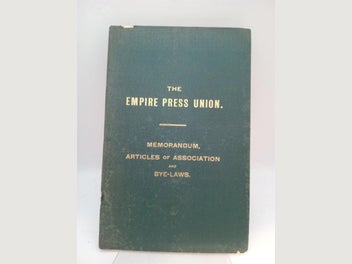 THE
EMPIRE PRESS UNION.
MEMORANDUM,
ARTICLES OF ASSOCIATION
AND
BYE-LAWS.